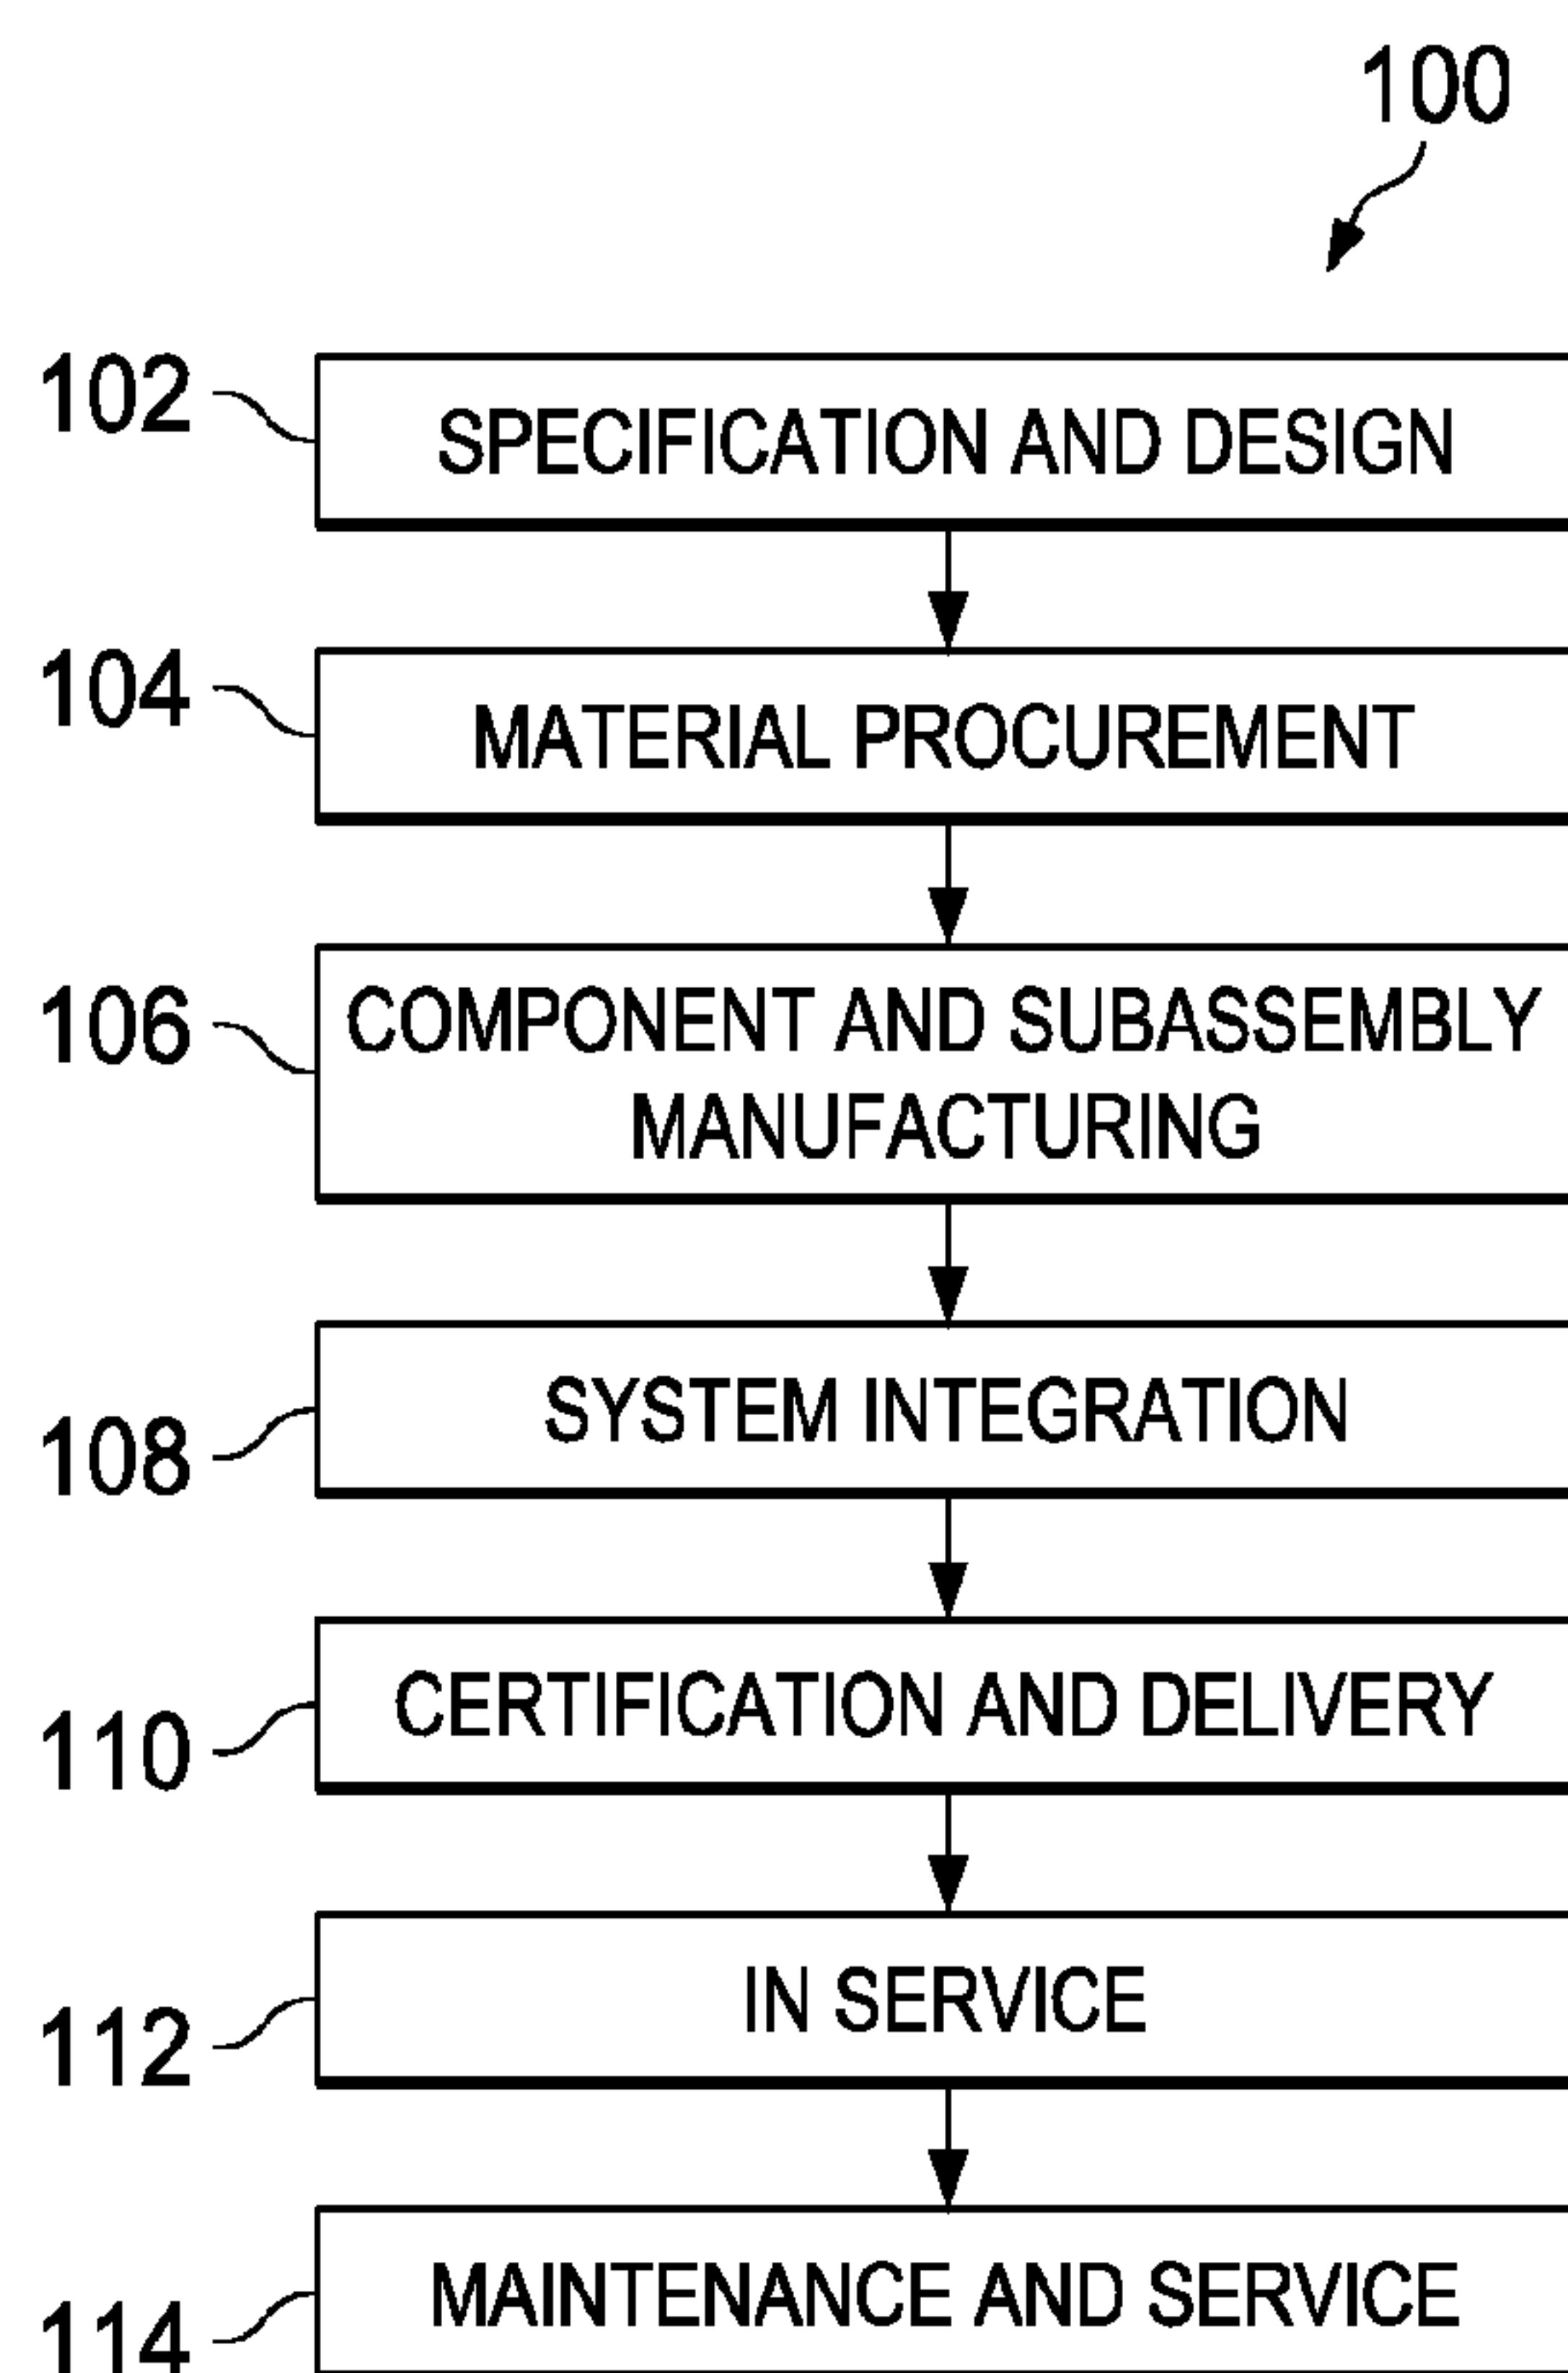 100
102
SPECIFICATION AND DESIGN
104
MATERIAL PROCUREMENT
106
COMPONENT AND SUBASSEMBLY
MANUFACTURING
108
SYSTEM INTEGRATION
110
CERTIFICATION AND DELIVERY
112
IN SERVICE
114
MAINTENANCE AND SERVICE